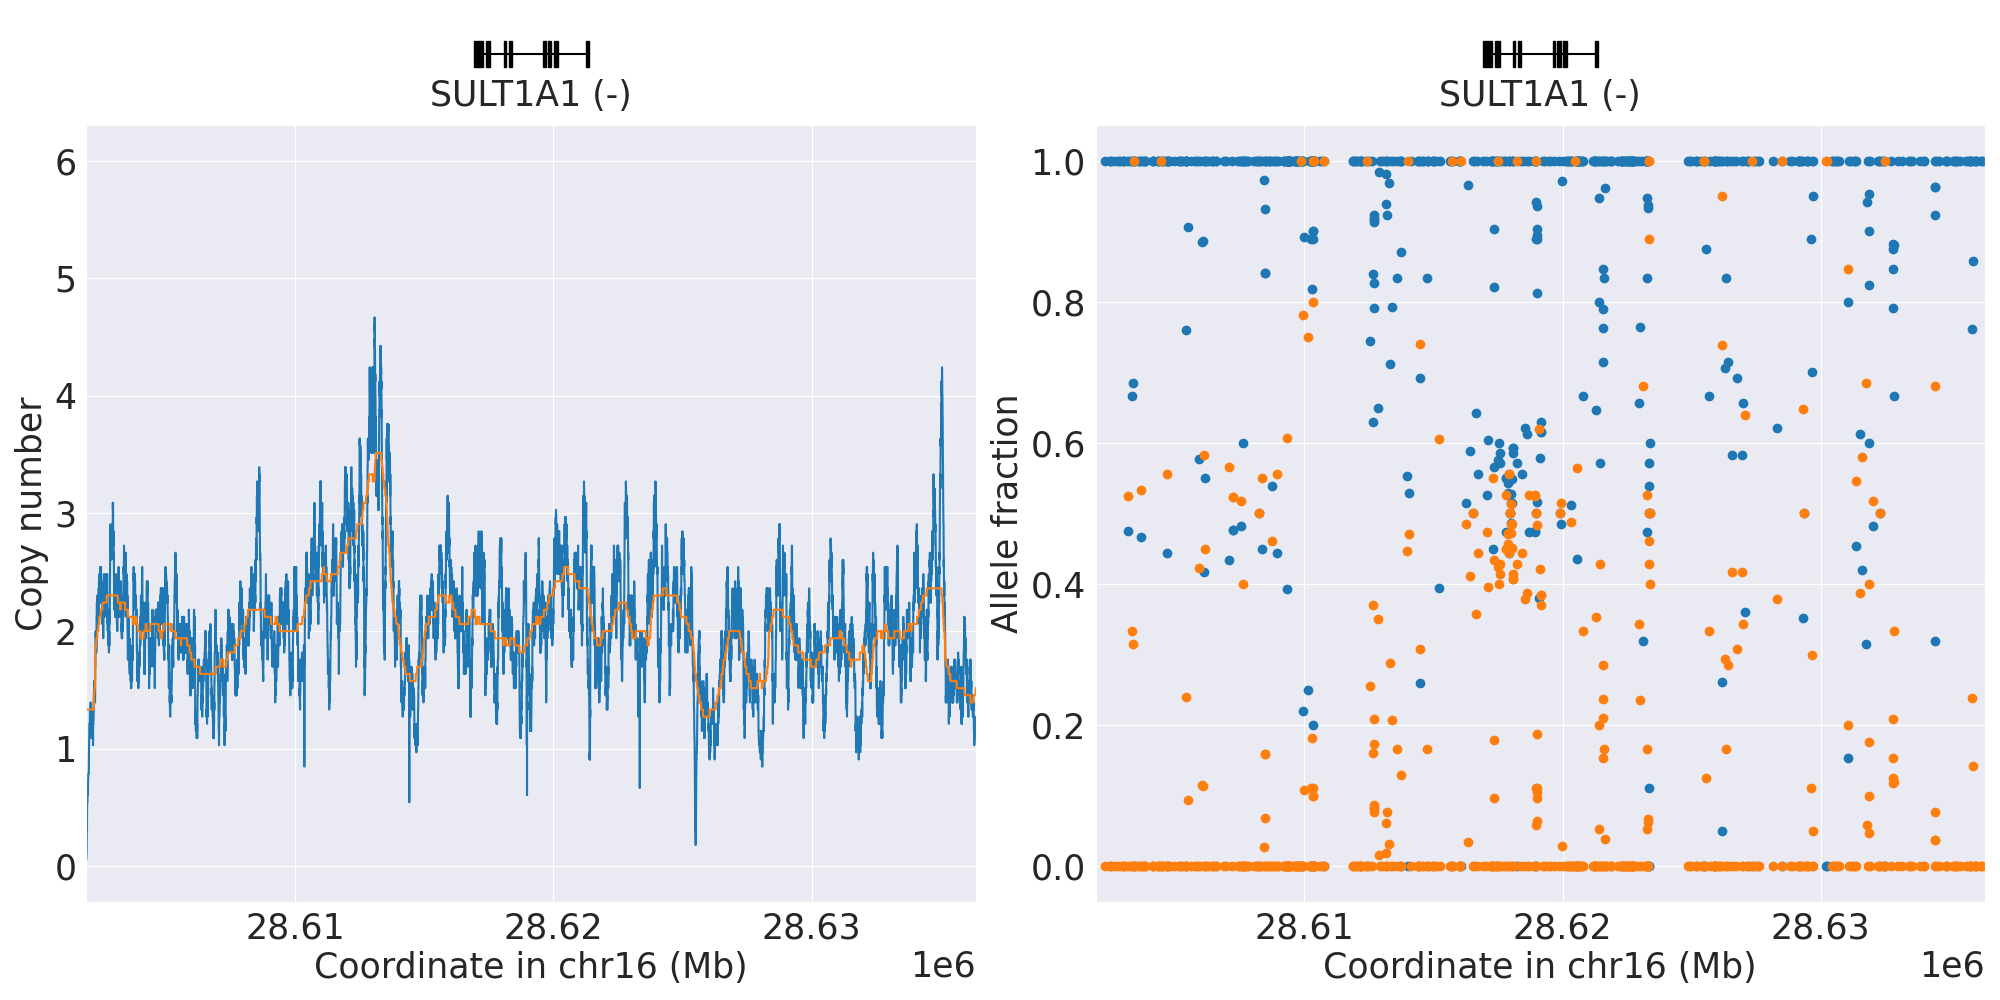 SULT1A1 (-)
6
5
4
3
2
1
0
Copy number
28.61
28.62
28.63
Coordinate in chr16 (Mb)
1e6
SULT1A1 (-)
1.0
0.8
0.6
0.4
0.2
0.0
Allele fraction
28.61
28.62
28.63
Coordinate in chr16 (Mb)
1e6